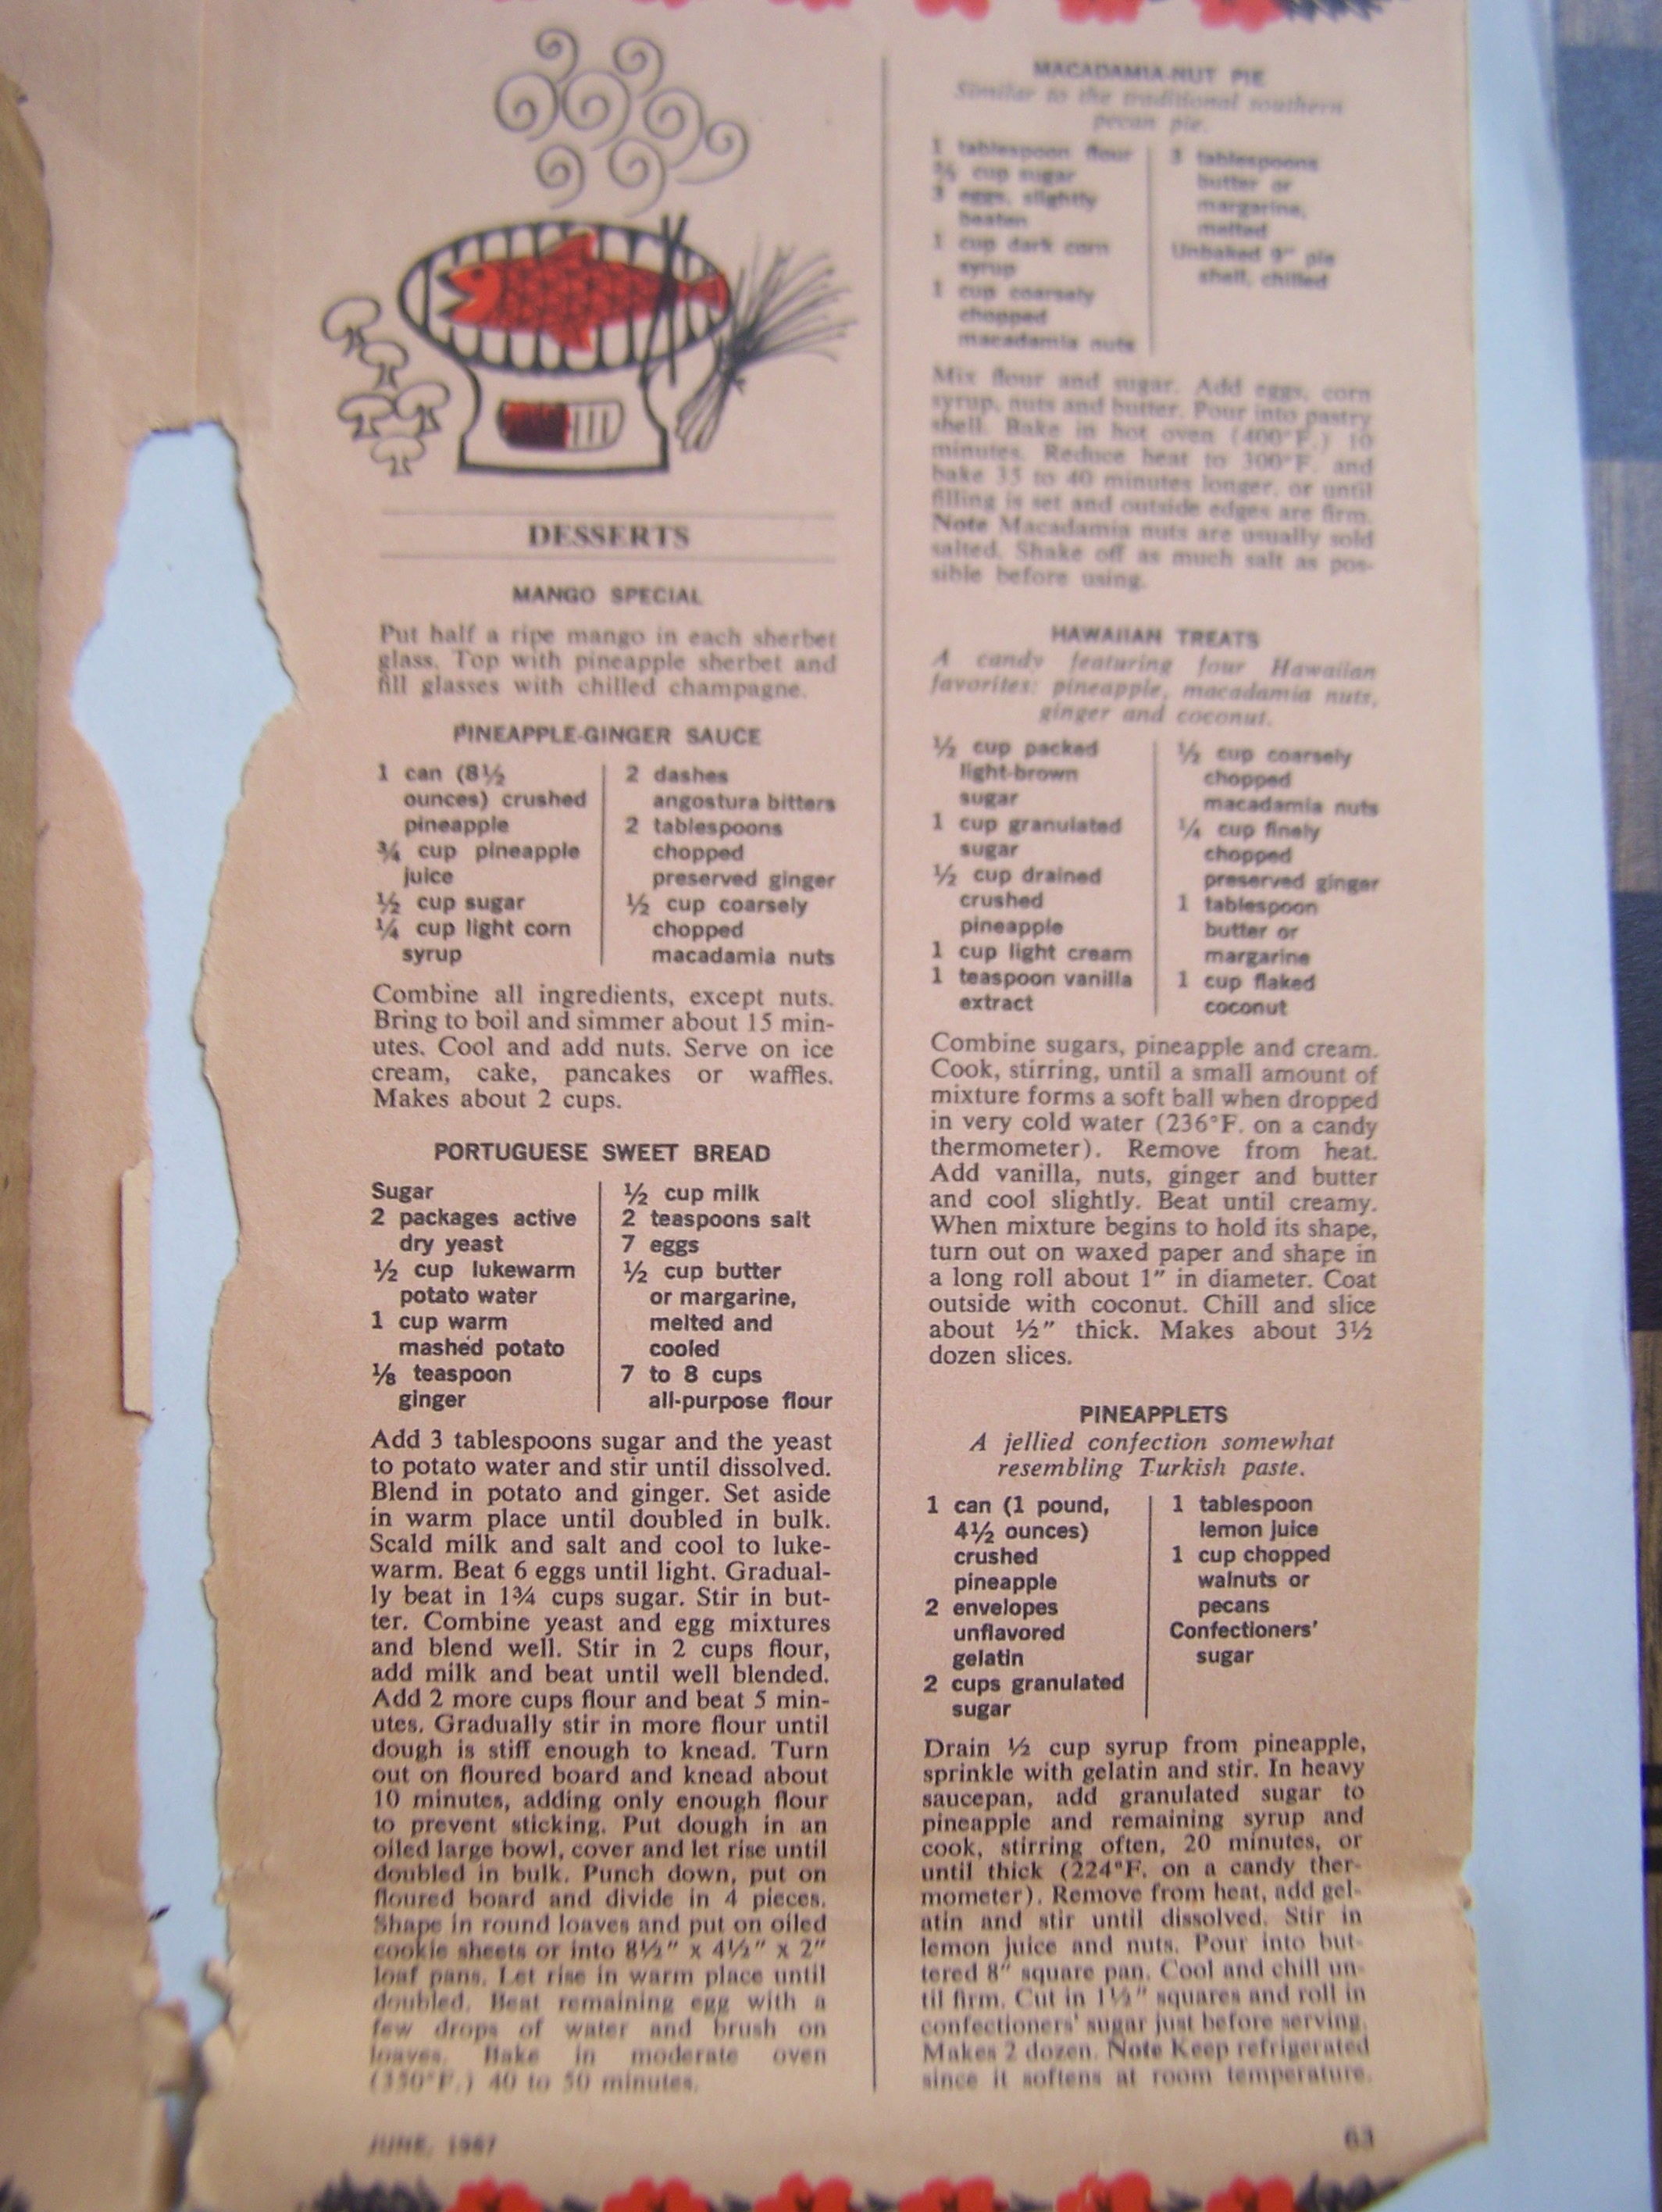 DESSERTS
MANGO SPECIAL
Put half a ripe mango in each sherbet
glass. Top with pineapple sherbet and
fill glasses with chilled champagne.
PINEAPPLE-GINGER SAUCE
1 can (8½
ounces) crushed
pineapple
¾ cup pineapple
juice
½ cup sugar
¼ cup light corn
syrup
2 dashes
angostura bitters
2 tablespoons
chopped
preserved ginger
½ cup coarsely
chopped
macadamia nuts
Combine all ingredients, except nuts.
Bring to boil and simmer about 15 min-
utes. Cool and add nuts. Serve on ice
cream, cake, pancakes or waffles.
Makes about 2 cups.
PORTUGUESE SWEET BREAD
Sugar
2 packages active
dry yeast
½ cup lukewarm
potato water
1 cup warm
mashed potato
⅛ teaspoon
ginger
½ cup milk
2 teaspoons salt
7 eggs
½ cup butter
or margarine,
melted and
cooled
7 to 8 cups
all-purpose flour
Add 3 tablespoons sugar and the yeast
to potato water and stir until dissolved.
Blend in potato and ginger. Set aside
in warm place until doubled in bulk.
Scald milk and salt and cool to luke-
warm. Beat 6 eggs until light. Gradual-
ly beat in 1¾ cups sugar. Stir in but-
ter. Combine yeast and egg mixtures
and blend well. Stir in 2 cups flour,
add milk and beat until well blended.
Add 2 more cups flour and beat 5 min-
utes. Gradually stir in more flour until
dough is stiff enough to knead. Turn
out on floured board and knead about
10 minutes, adding only enough flour
to prevent sticking. Put dough in an
oiled large bowl, cover and let rise until
doubled in bulk. Punch down, put on
floured board and divide in 4 pieces.
Shape in round loaves and put on oiled
cookie sheets or into 8½" x 4½" x 2"
loaf pans. Let rise in warm place until
doubled. Beat remaining egg with a
few drops of water and brush on
loaves. Bake in moderate oven
(350°F.) 40 to 50 minutes.
JUNE, 1967
MACADAMIA-NUT PIE
Similar to the traditional southern
pecan pie.
1 tablespoon flour
cup sugar
3 eggs, slightly
beaten
1 cup dark corn
syrup
1 cup coarsely
chopped
macadamia nuts
3 tablespoons
butter or
margarine,
melted
Unbaked 9" pie
shell, chilled
Mix flour and sugar. Add eggs, corn
syrup, nuts and butter. Pour into pastry
shell. Bake in hot oven (400°F.) 10
minutes. Reduce heat to 300°F. and
bake 35 to 40 minutes longer, or until
filling is set and outside edges are firm.
Note Macadamia nuts are usually sold
salted. Shake off as much salt as pos-
sible before using.
HAWAIIAN TREATS
A candy featuring four Hawaiian
favorites: pineapple, macadamia nuts,
ginger and coconut.
½ cup packed
light-brown
sugar
1 cup granulated
sugar
½ cup drained
crushed
pineapple
1 cup light cream
1 teaspoon vanilla
extract
½ cup coarsely
chopped
macadamia nuts
¼ cup finely
chopped
preserved ginger
1 tablespoon
butter or
margarine
1 cup flaked
coconut
Combine sugars, pineapple and cream.
Cook, stirring, until a small amount of
mixture forms a soft ball when dropped
in very cold water (236°F. on a candy
thermometer). Remove from heat.
Add vanilla, nuts, ginger and butter
and cool slightly. Beat until creamy.
When mixture begins to hold its shape,
turn out on waxed paper and shape in
a long roll about 1" in diameter. Coat
outside with coconut. Chill and slice
about ½" thick. Makes about 3½
dozen slices.
PINEAPPLETS
A jellied confection somewhat
resembling Turkish paste.
1 can (1 pound,
4½ ounces)
crushed
pineapple
2 envelopes
unflavored
gelatin
2 cups granulated
sugar
1 tablespoon
lemon juice
1 cup chopped
walnuts or
pecans
Confectioners'
sugar
Drain ½ cup syrup from pineapple,
sprinkle with gelatin and stir. In heavy
saucepan, add granulated sugar to
pineapple and remaining syrup and
cook, stirring often, 20 minutes, or
until thick (224°F. on a candy ther-
mometer). Remove from heat, add gel-
atin and stir until dissolved. Stir in
lemon juice and nuts. Pour into but-
tered 8" square pan. Cool and chill un-
til firm. Cut in 1½" squares and roll in
confectioners' sugar just before serving.
Makes 2 dozen. Note Keep refrigerated
since it softens at room temperature.
63